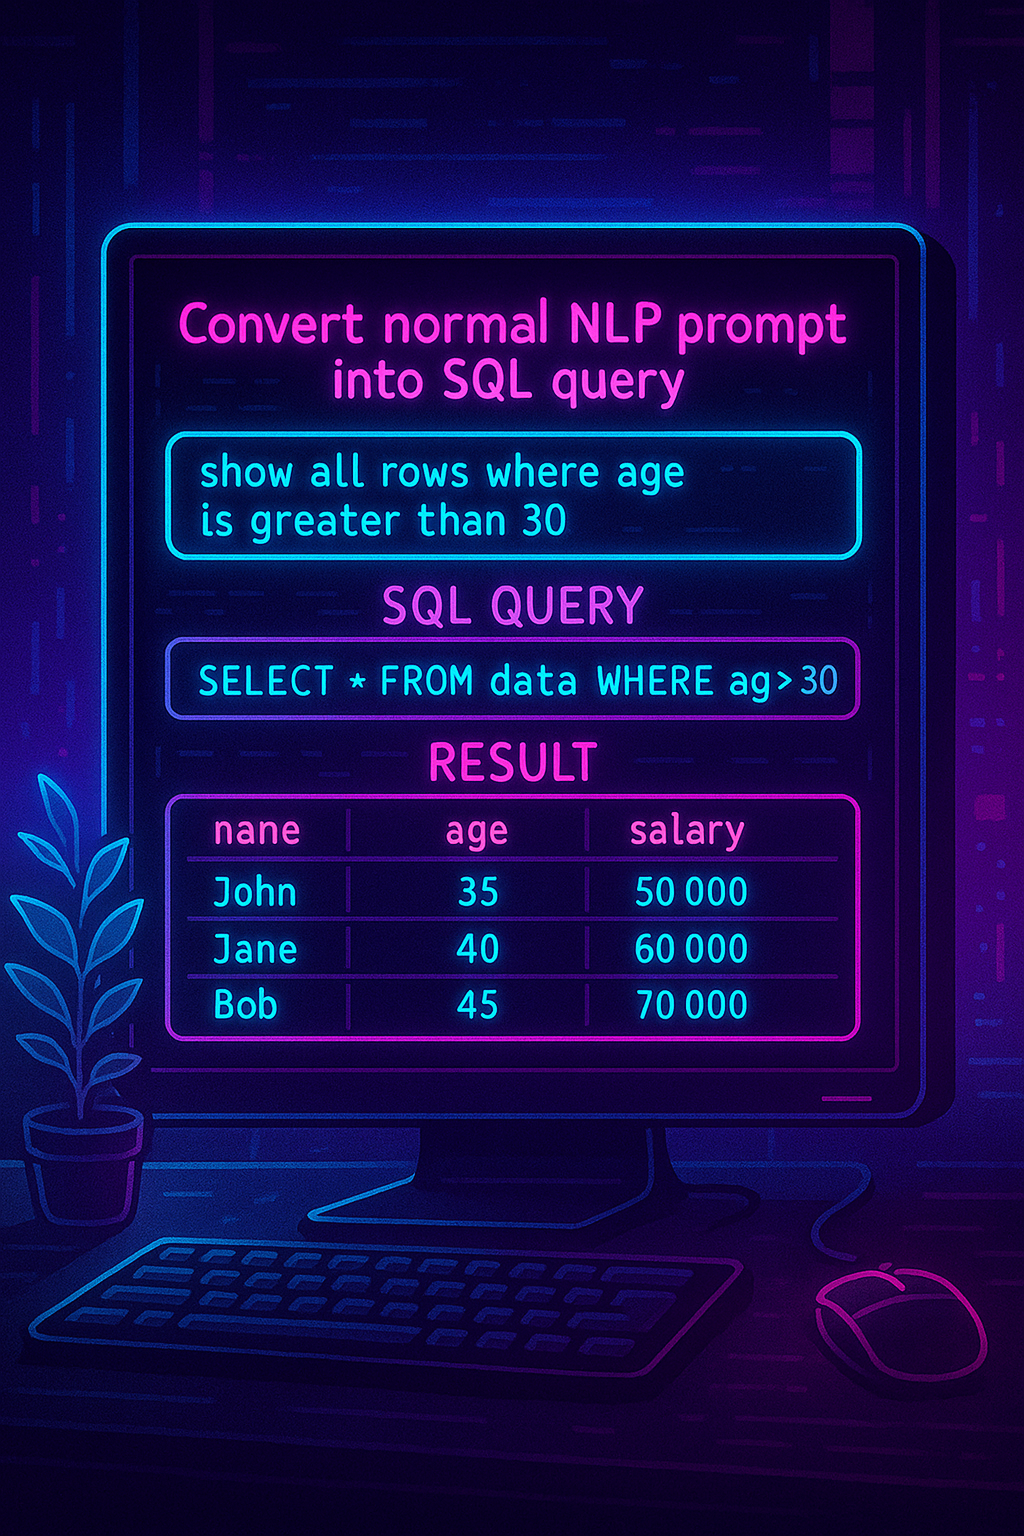 Convert normal NLP prompt
into SQL query
show all rows where age
is greater than 30
SQL QUERY
SELECT * FROM data WHERE ag>30
RESULT
nane age salary
John 35 50 000
Jane 40 60 000
Bob 45 70 000